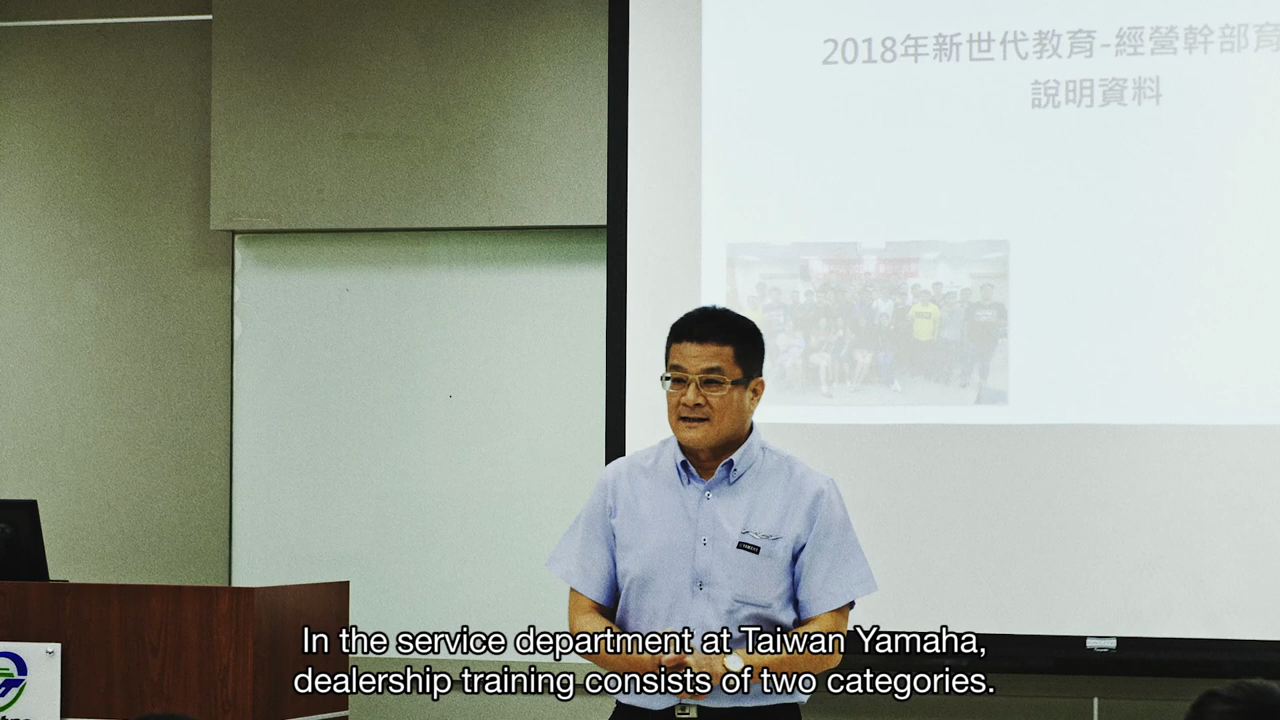 2018年新世代教育-經營幹部育
說明資料
YAMAHA
In the service department at Taiwan Yamaha,
dealership training consists of two categories.